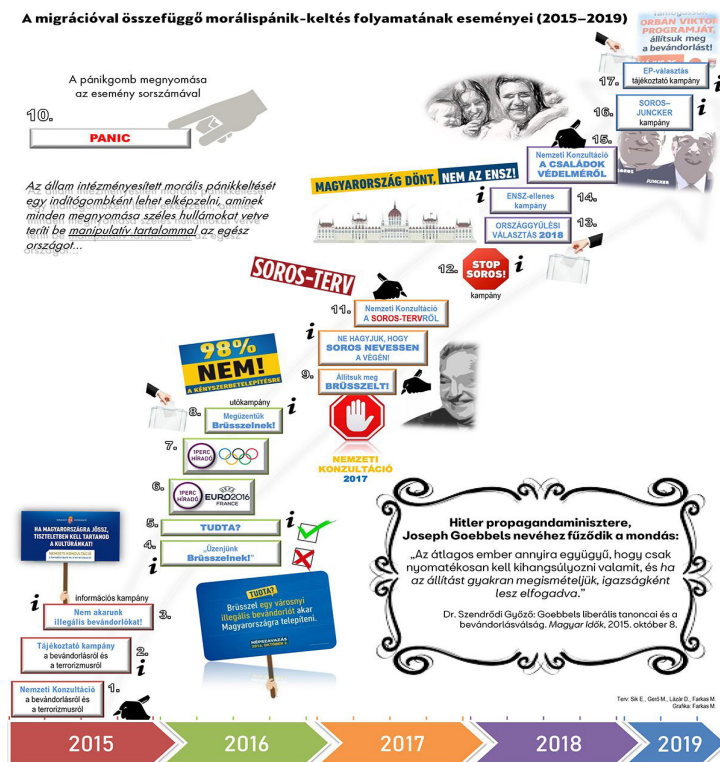 A migrációval összefüggő morálispánik-keltés folyamatának eseményei (2015–2019)
ORBÁN VIKTOR
PROGRAMJÁT,
állítsuk meg
a bevándorlást!
17.
EP-választás
tájékoztató kampány
i
16.
SOROS–
JUNCKER
kampány
i
15.
Nemzeti Konzultáció
A CSALÁDOK
VÉDELMÉRŐL
JUNCKER
A pánikgomb megnyomása
az esemény sorszámával
10.
PANIC
Az állam intézményesített morális pánikkeltését
egy indítógombként lehet elképzelni, aminek
minden megnyomása széles hullámokat vetve
teríti be manipulatív tartalommal az egész
országot...
MAGYARORSZÁG DÖNT, NEM AZ ENSZ!
i
ENSZ-ellenes
kampány
14.
13.
ORSZÁGGYŰLÉSI
VÁLASZTÁS 2018
12.
STOP
SOROS!
i
kampány
SOROS-TERV
11.
Nemzeti Konzultáció
A SOROS-TERVRŐL
i
NE HAGYJUK, HOGY
SOROS NEVESSEN
A VÉGÉN!
9.
Állítsuk meg
BRÜSSZELT!
98%
NEM!
A KÉNYSZERBETELEPÍTÉSRE
utókampány
8.
Megüzentük
Brüsszelnek!
i
NEMZETI
KONZULTÁCIÓ
2017
7.
1PERC
HÍRADÓ
6.
1PERC
HÍRADÓ
UEFA
EURO2016
FRANCE
5.
TUDTA?
i
4.
„Üzenjünk
Brüsszelnek!”
HA MAGYARORSZÁGRA JÖSSZ,
TISZTELETBEN KELL TARTANOD
A KULTÚRÁNKAT!
NEMZETI KONZULTÁCIÓ
információs kampány
i
Nem akarunk
illegális bevándorlókat!
3.
Tájékoztató kampány
a bevándorlásról és
a terrorizmusról
2.
i
Nemzeti Konzultáció
a bevándorlásról és
a terrorizmusról
1.
TUDTA?
Brüsszel egy városnyi
illegális bevándorlót akar
Magyarországra telepíteni.
NÉPSZAVAZÁS
2016. OKTÓBER 2.
Hitler propagandaminisztere,
Joseph Goebbels nevéhez fűződik a mondás:
„Az átlagos ember annyira együgyű, hogy csak
nyomatékosan kell kihangsúlyozni valamit, és ha
az állítást gyakran megismételjük, igazságként
lesz elfogadva.”
Dr. Szendrődi Győző: Goebbels liberális tanoncai és a
bevándorlásválság. Magyar Idők, 2015. október 8.
Terv: Sik E., Gerő M., Lázár D., Farkas M.
Grafika: Farkas M.
2015
2016
2017
2018
2019